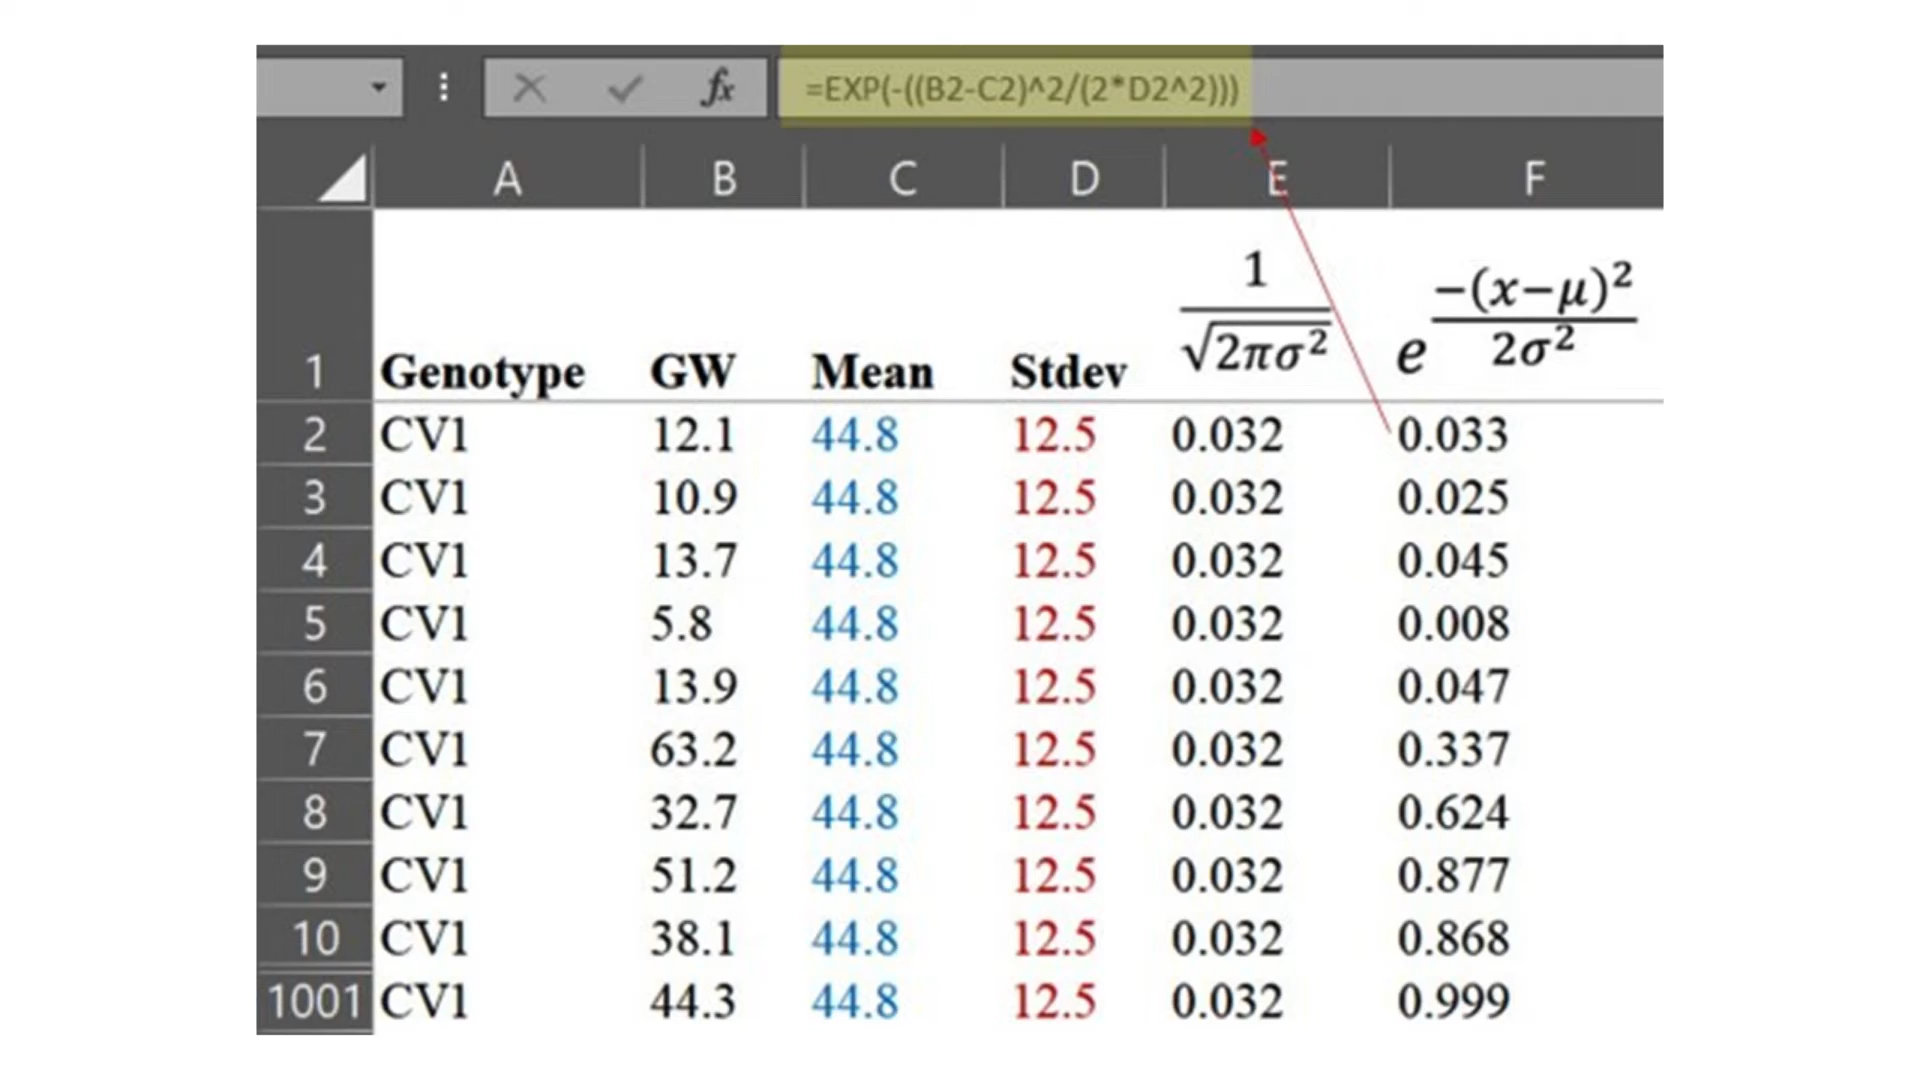 fx =EXP(-((B2-C2)^2/(2*D2^2)))
A B C D E F
1 Genotype GW Mean Stdev 1/√2πσ² e^(-(x-μ)²/2σ²)
2 CV1 12.1 44.8 12.5 0.032 0.033
3 CV1 10.9 44.8 12.5 0.032 0.025
4 CV1 13.7 44.8 12.5 0.032 0.045
5 CV1 5.8 44.8 12.5 0.032 0.008
6 CV1 13.9 44.8 12.5 0.032 0.047
7 CV1 63.2 44.8 12.5 0.032 0.337
8 CV1 32.7 44.8 12.5 0.032 0.624
9 CV1 51.2 44.8 12.5 0.032 0.877
10 CV1 38.1 44.8 12.5 0.032 0.868
1001 CV1 44.3 44.8 12.5 0.032 0.999